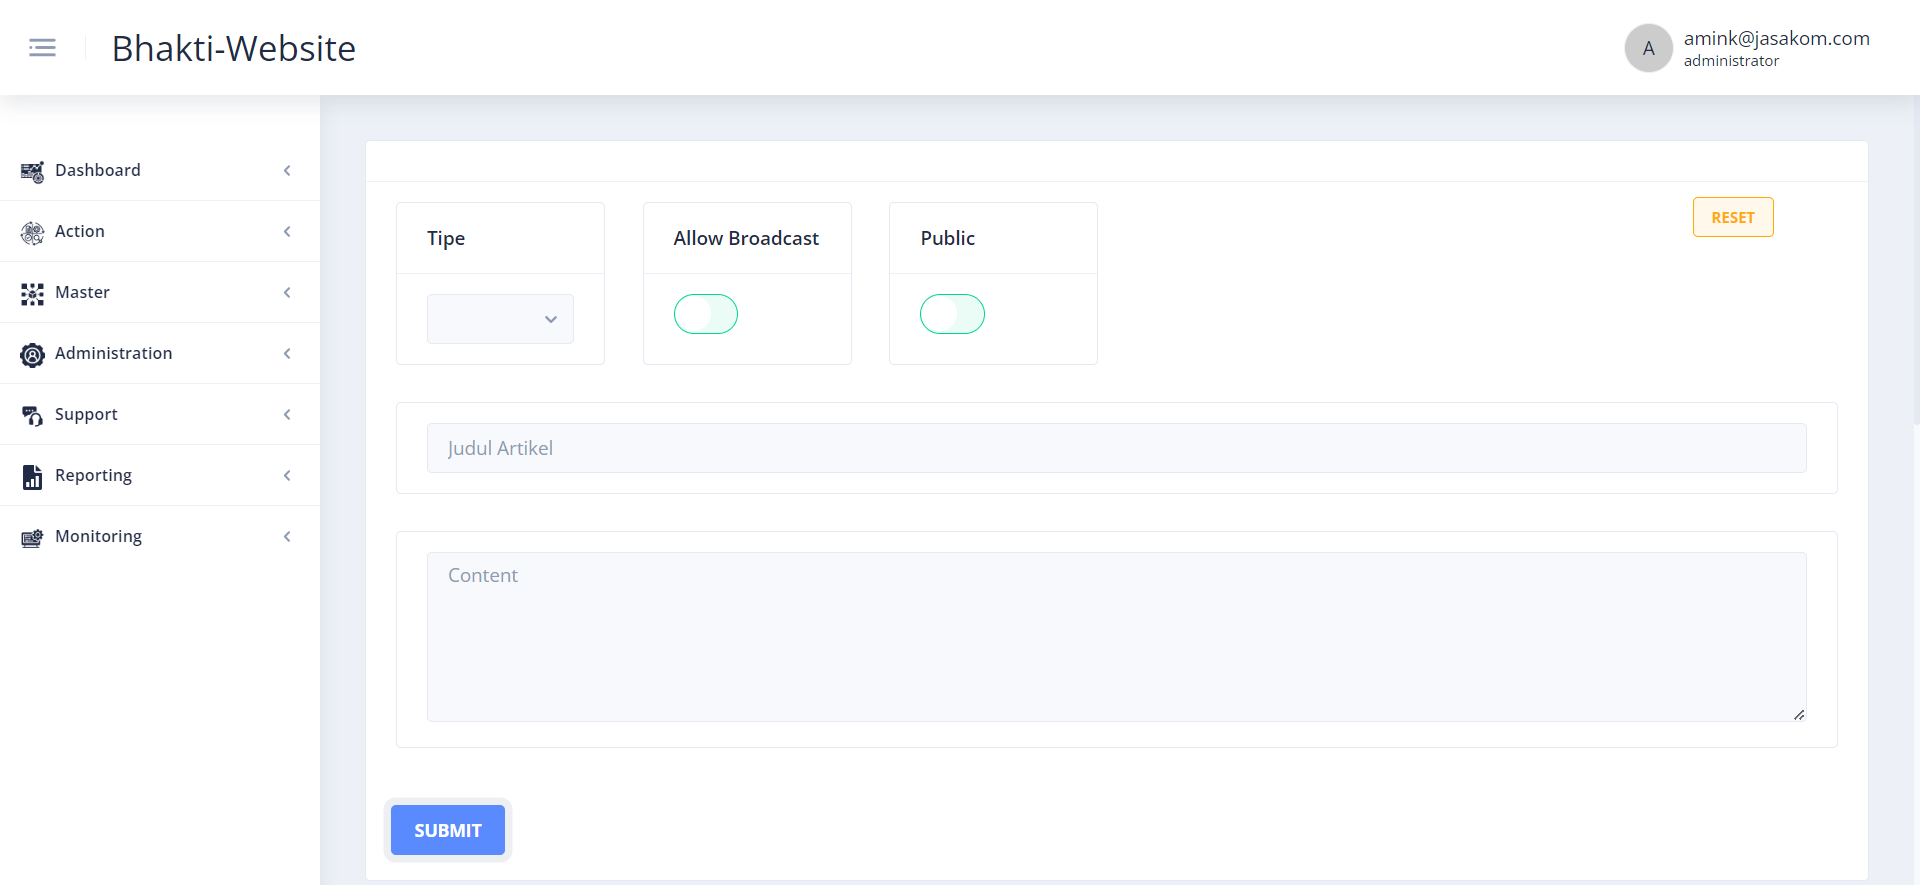 Bhakti-Website
A
amink@jasakom.com
administrator
Dashboard
Action
Master
Administration
Support
Reporting
Monitoring
Tipe
Allow Broadcast
Public
RESET
Judul Artikel
Content
SUBMIT